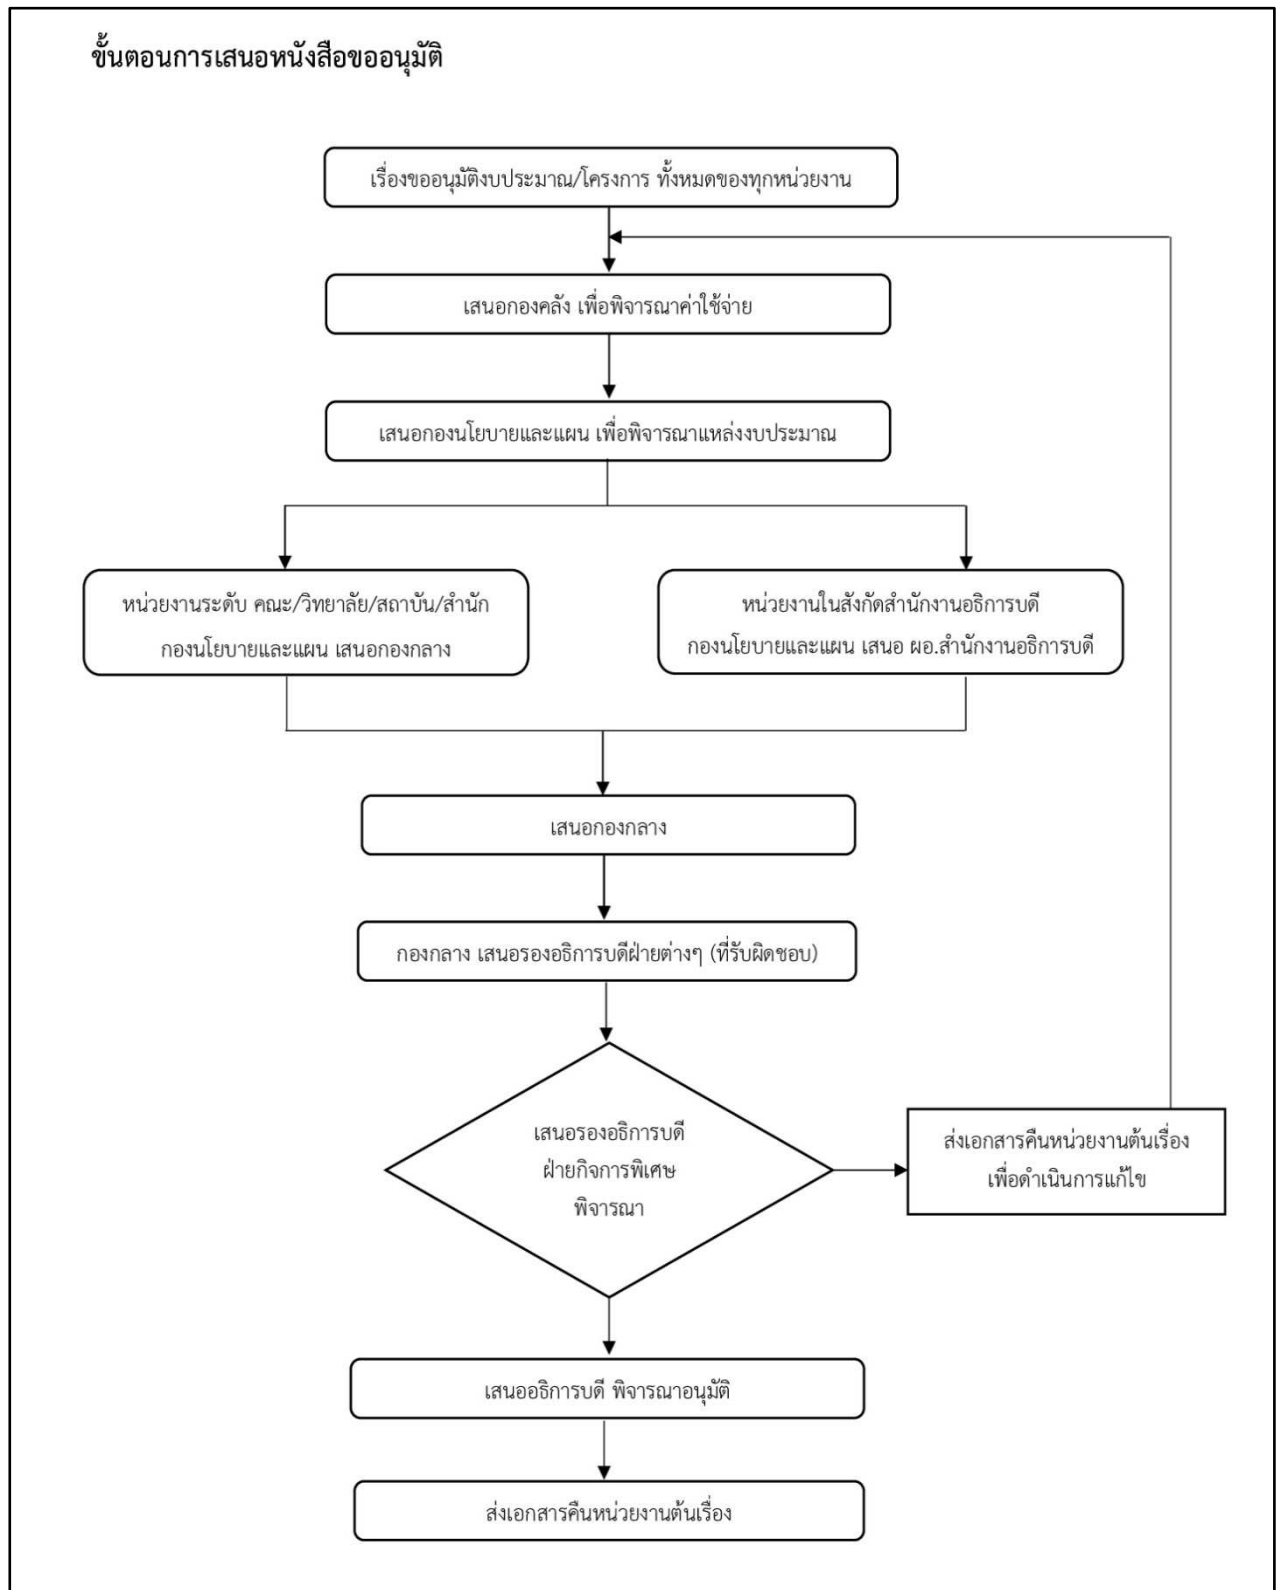 ขั้นตอนการเสนอหนังสือขออนุมัติ
เรื่องขออนุมัติงบประมาณ/โครงการ ทั้งหมดของทุกหน่วยงาน
เสนอกองคลัง เพื่อพิจารณาค่าใช้จ่าย
เสนอกองนโยบายและแผน เพื่อพิจารณาแหล่งงบประมาณ
หน่วยงานระดับ คณะ/วิทยาลัย/สถาบัน/สำนัก
กองนโยบายและแผน เสนอกองกลาง
หน่วยงานในสังกัดสำนักงานอธิการบดี
กองนโยบายและแผน เสนอ ผอ.สำนักงานอธิการบดี
เสนอกองกลาง
กองกลาง เสนอรองอธิการบดีฝ่ายต่างๆ (ที่รับผิดชอบ)
เสนอรองอธิการบดี
ฝ่ายกิจการพิเศษ
พิจารณา
ส่งเอกสารคืนหน่วยงานต้นเรื่อง
เพื่อดำเนินการแก้ไข
เสนออธิการบดี พิจารณาอนุมัติ
ส่งเอกสารคืนหน่วยงานต้นเรื่อง